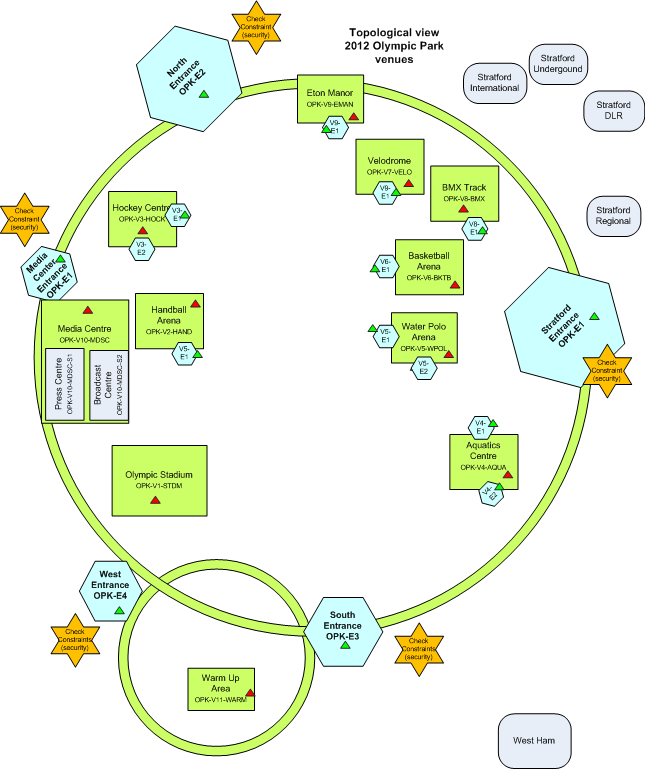 Topological view
2012 Olympic Park
venues
Check
Constraint
(security)
North
Entrance
OPK-E2
Stratford
International
Stratford
Undergound
Stratford
DLR
Stratford
Regional
Eton Manor
OPK-V9-EMAN
V9-
E1
Velodrome
OPK-V7-VELO
V9-
E1
BMX Track
OPK-V8-BMX
V8-
E1
Hockey Centre
OPK-V3-HOCK
V3-
E1
V3-
E2
Check
Constraint
(security)
Media
Center
Entrance
OPK-E1
Basketball
Arena
OPK-V6-BKTB
V6-
E1
Handball
Arena
OPK-V2-HAND
V5-
E1
Media Centre
OPK-V10-MDSC
Press Centre
OPK-V10-MDSC-S1
Broadcast
Centre
OPK-V10-MDSC-S2
Water Polo
Arena
OPK-V5-WPOL
V5-
E1
V5-
E2
Stratford
Entrance
OPK-E1
Check
Constraint
(security)
V4-
E1
Aquatics
Centre
OPK-V4-AQUA
V4-
E2
Olympic Stadium
OPK-V1-STDM
West
Entrance
OPK-E4
Check
Constraints
(security)
South
Entrance
OPK-E3
Check
Constraints
(security)
Warm Up
Area
OPK-V11-WARM
West Ham